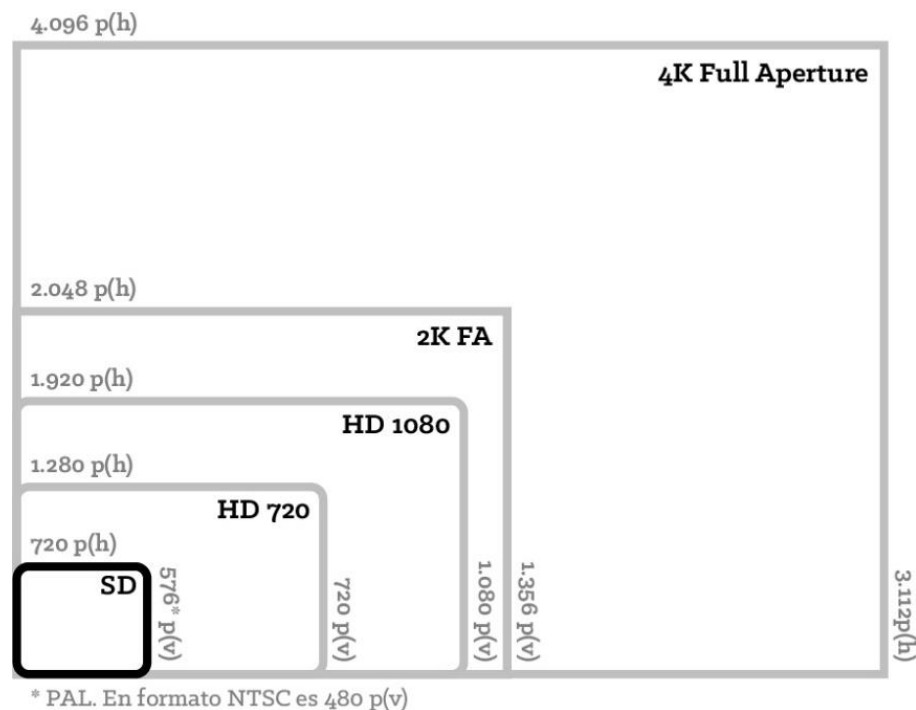 4.096 p(h)
4K Full Aperture
2.048 p(h)
2K FA
1.920 p(h)
HD 1080
1.280 p(h)
HD 720
720 p(h)
SD
576* p(v)
720 p(v)
1.080 p(v)
1.356 p(v)
3.112p(h)
* PAL. En formato NTSC es 480 p(v)